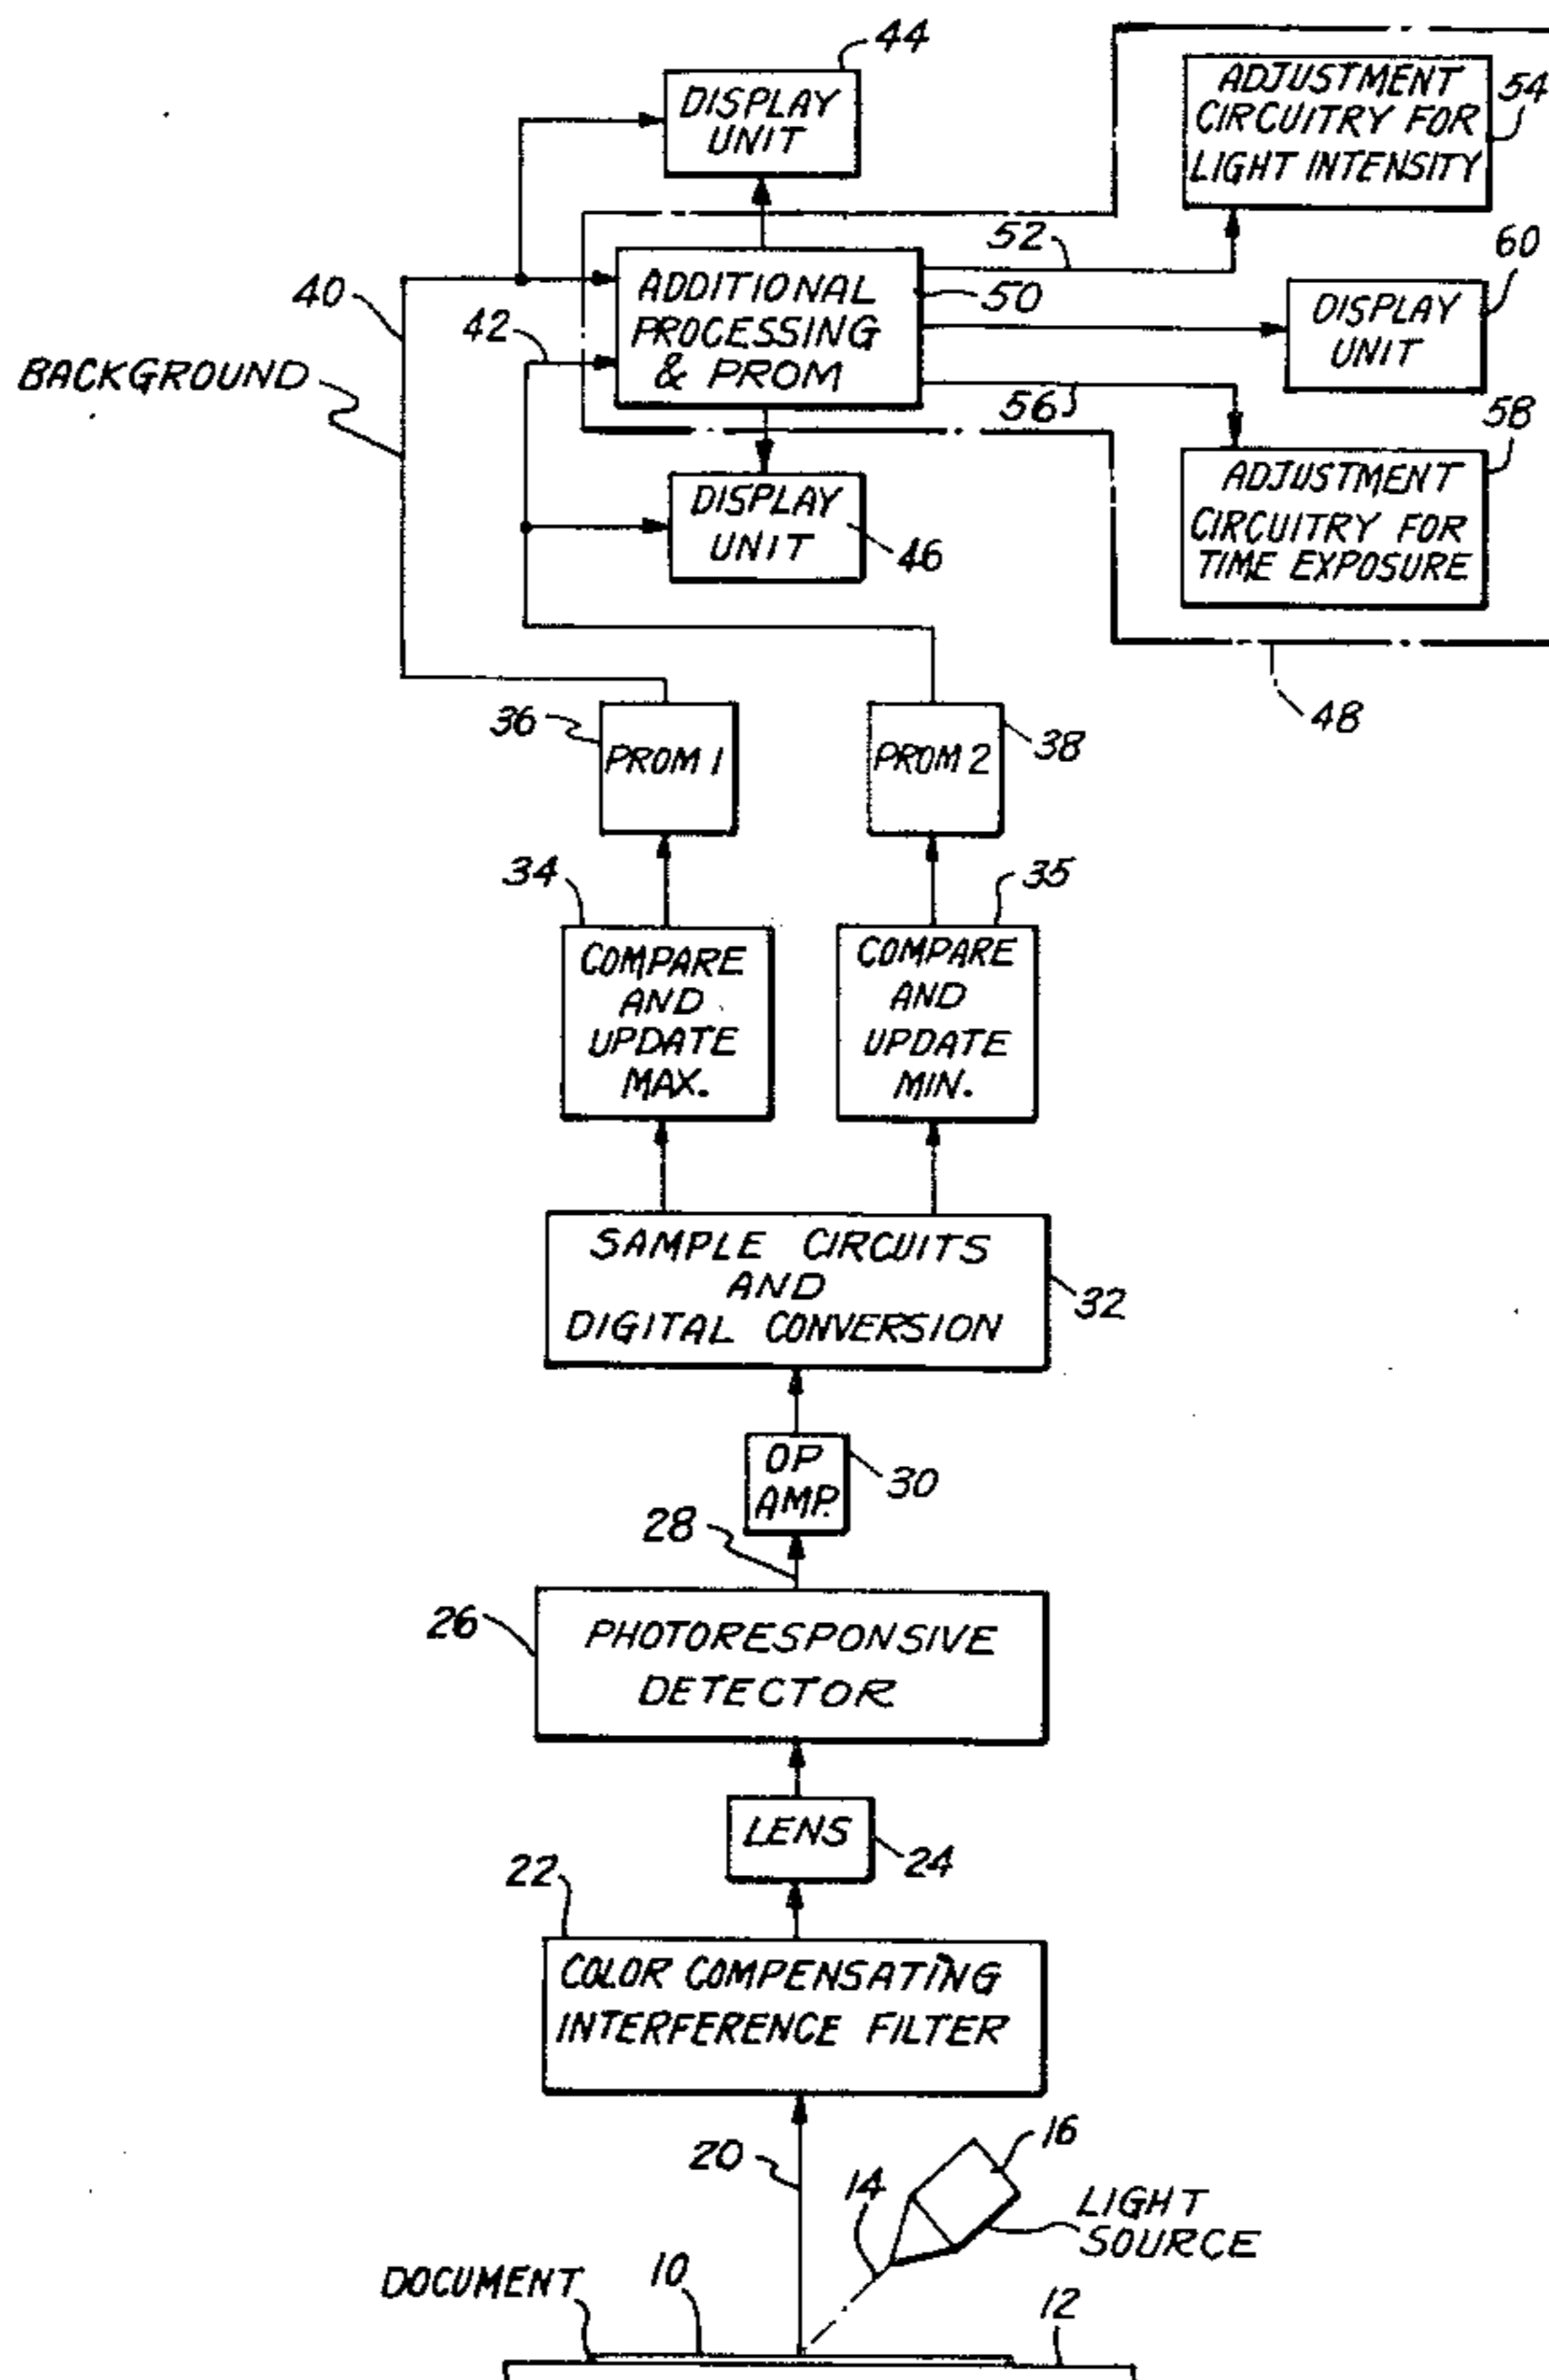 44
DISPLAY
UNIT
ADJUSTMENT
CIRCUITRY FOR
LIGHT INTENSITY
54
52
60
40
ADDITIONAL
PROCESSING
& PROM
50
DISPLAY
UNIT
42
BACKGROUND
56
58
DISPLAY
UNIT
46
ADJUSTMENT
CIRCUITRY FOR
TIME EXPOSURE
48
36
PROM 1
PROM 2
38
34
35
COMPARE
AND
UPDATE
MAX.
COMPARE
AND
UPDATE
MIN.
SAMPLE CIRCUITS
AND
DIGITAL CONVERSION
32
OP
AMP.
30
28
26
PHOTORESPONSIVE
DETECTOR
LENS
24
22
COLOR COMPENSATING
INTERFERENCE FILTER
16
20
14
LIGHT
SOURCE
DOCUMENT
10
12